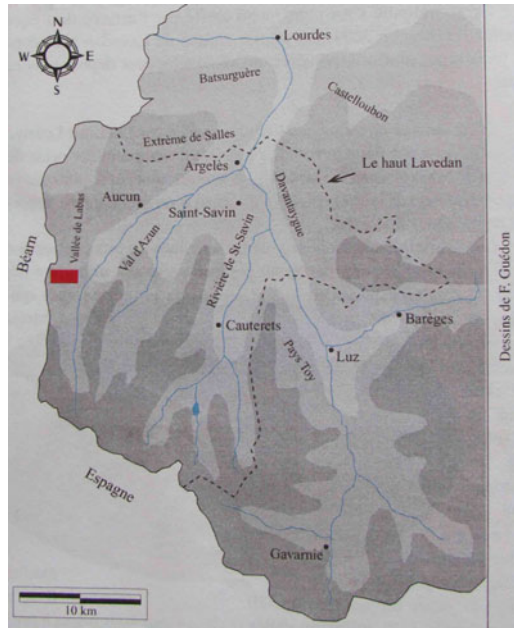 N
W E
S
Lourdes
Batsurguère
Castelloubon
Extrême de Salles
Le haut Lavedan
Argelès
Davantaygue
Aucun
Saint-Savin
Vallée de Labas
Val d'Azun
Rivière de St-Savin
Béarn
Barèges
Cauterets
Luz
Pays Toy
Espagne
Gavarnie
10 km
Dessins de F. Guédon